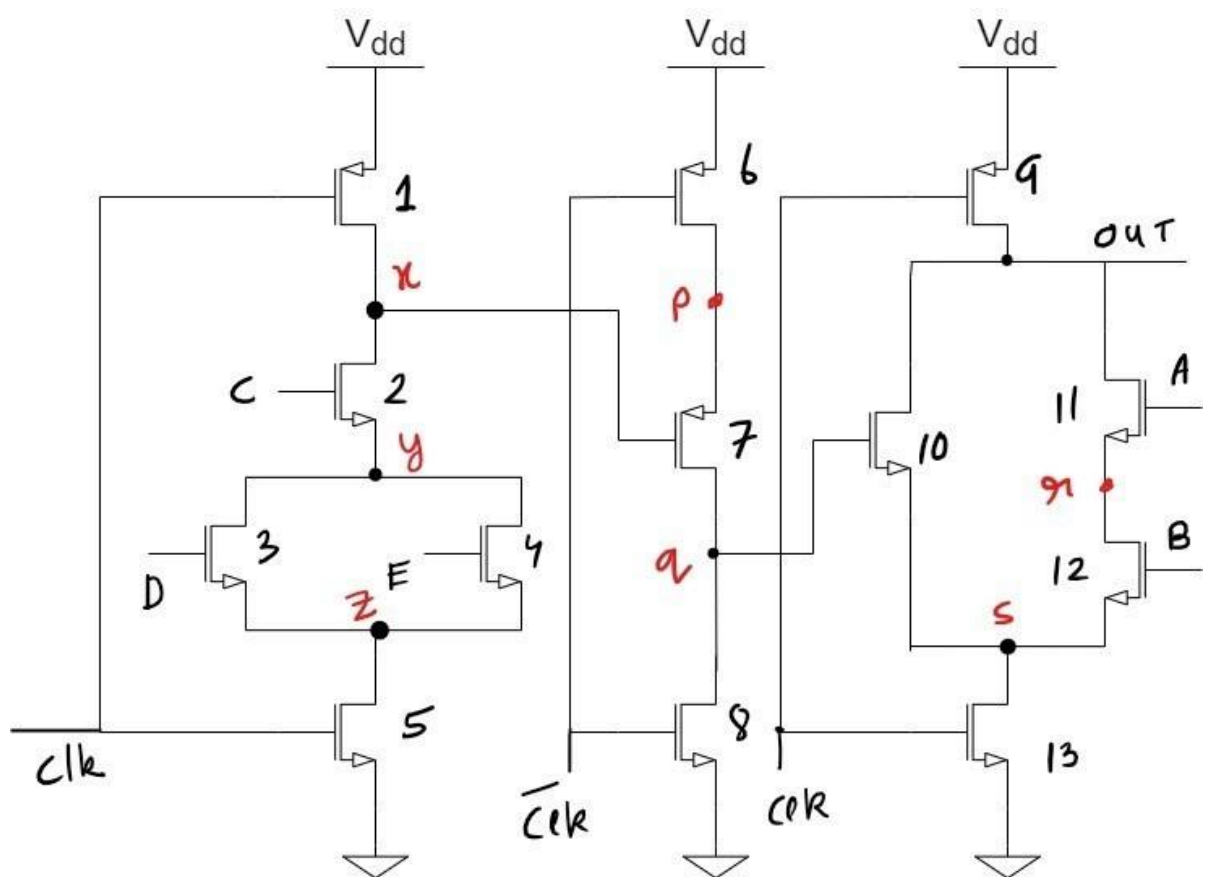 Vdd Vdd Vdd
1 6 9
OUT
x
p
C 2
7 10 11 A
y
r
3 E 4
q
12 B
D
z
s
5 8 13
Clk
C̅l̅k̅ Clk